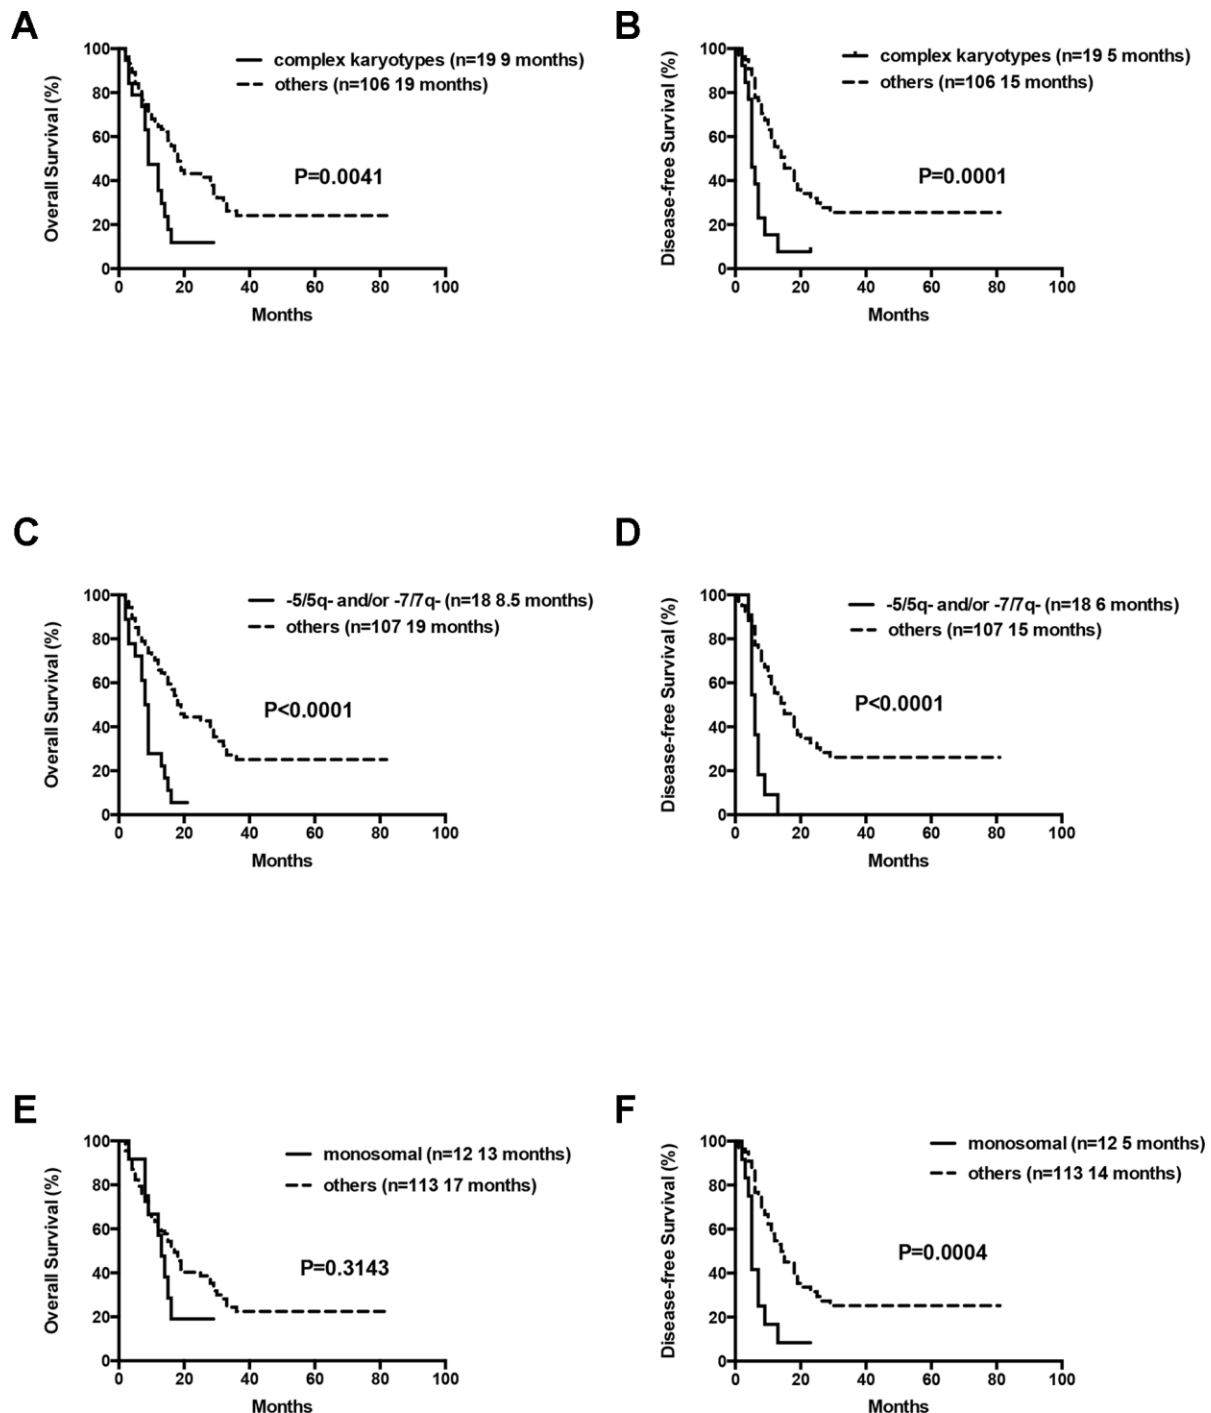 A
Overall Survival (%)
100
80
60
40
20
0
complex karyotypes (n=19 9 months)
others (n=106 19 months)
P=0.0041
0 20 40 60 80 100
Months
B
Disease-free Survival (%)
100
80
60
40
20
0
complex karyotypes (n=19 5 months)
others (n=106 15 months)
P=0.0001
0 20 40 60 80 100
Months
C
Overall Survival (%)
100
80
60
40
20
0
-5/5q- and/or -7/7q- (n=18 8.5 months)
others (n=107 19 months)
P<0.0001
0 20 40 60 80 100
Months
D
Disease-free Survival (%)
100
80
60
40
20
0
-5/5q- and/or -7/7q- (n=18 6 months)
others (n=107 15 months)
P<0.0001
0 20 40 60 80 100
Months
E
Overall Survival (%)
100
80
60
40
20
0
monosomal (n=12 13 months)
others (n=113 17 months)
P=0.3143
0 20 40 60 80 100
Months
F
Disease-free Survival (%)
100
80
60
40
20
0
monosomal (n=12 5 months)
others (n=113 14 months)
P=0.0004
0 20 40 60 80 100
Months